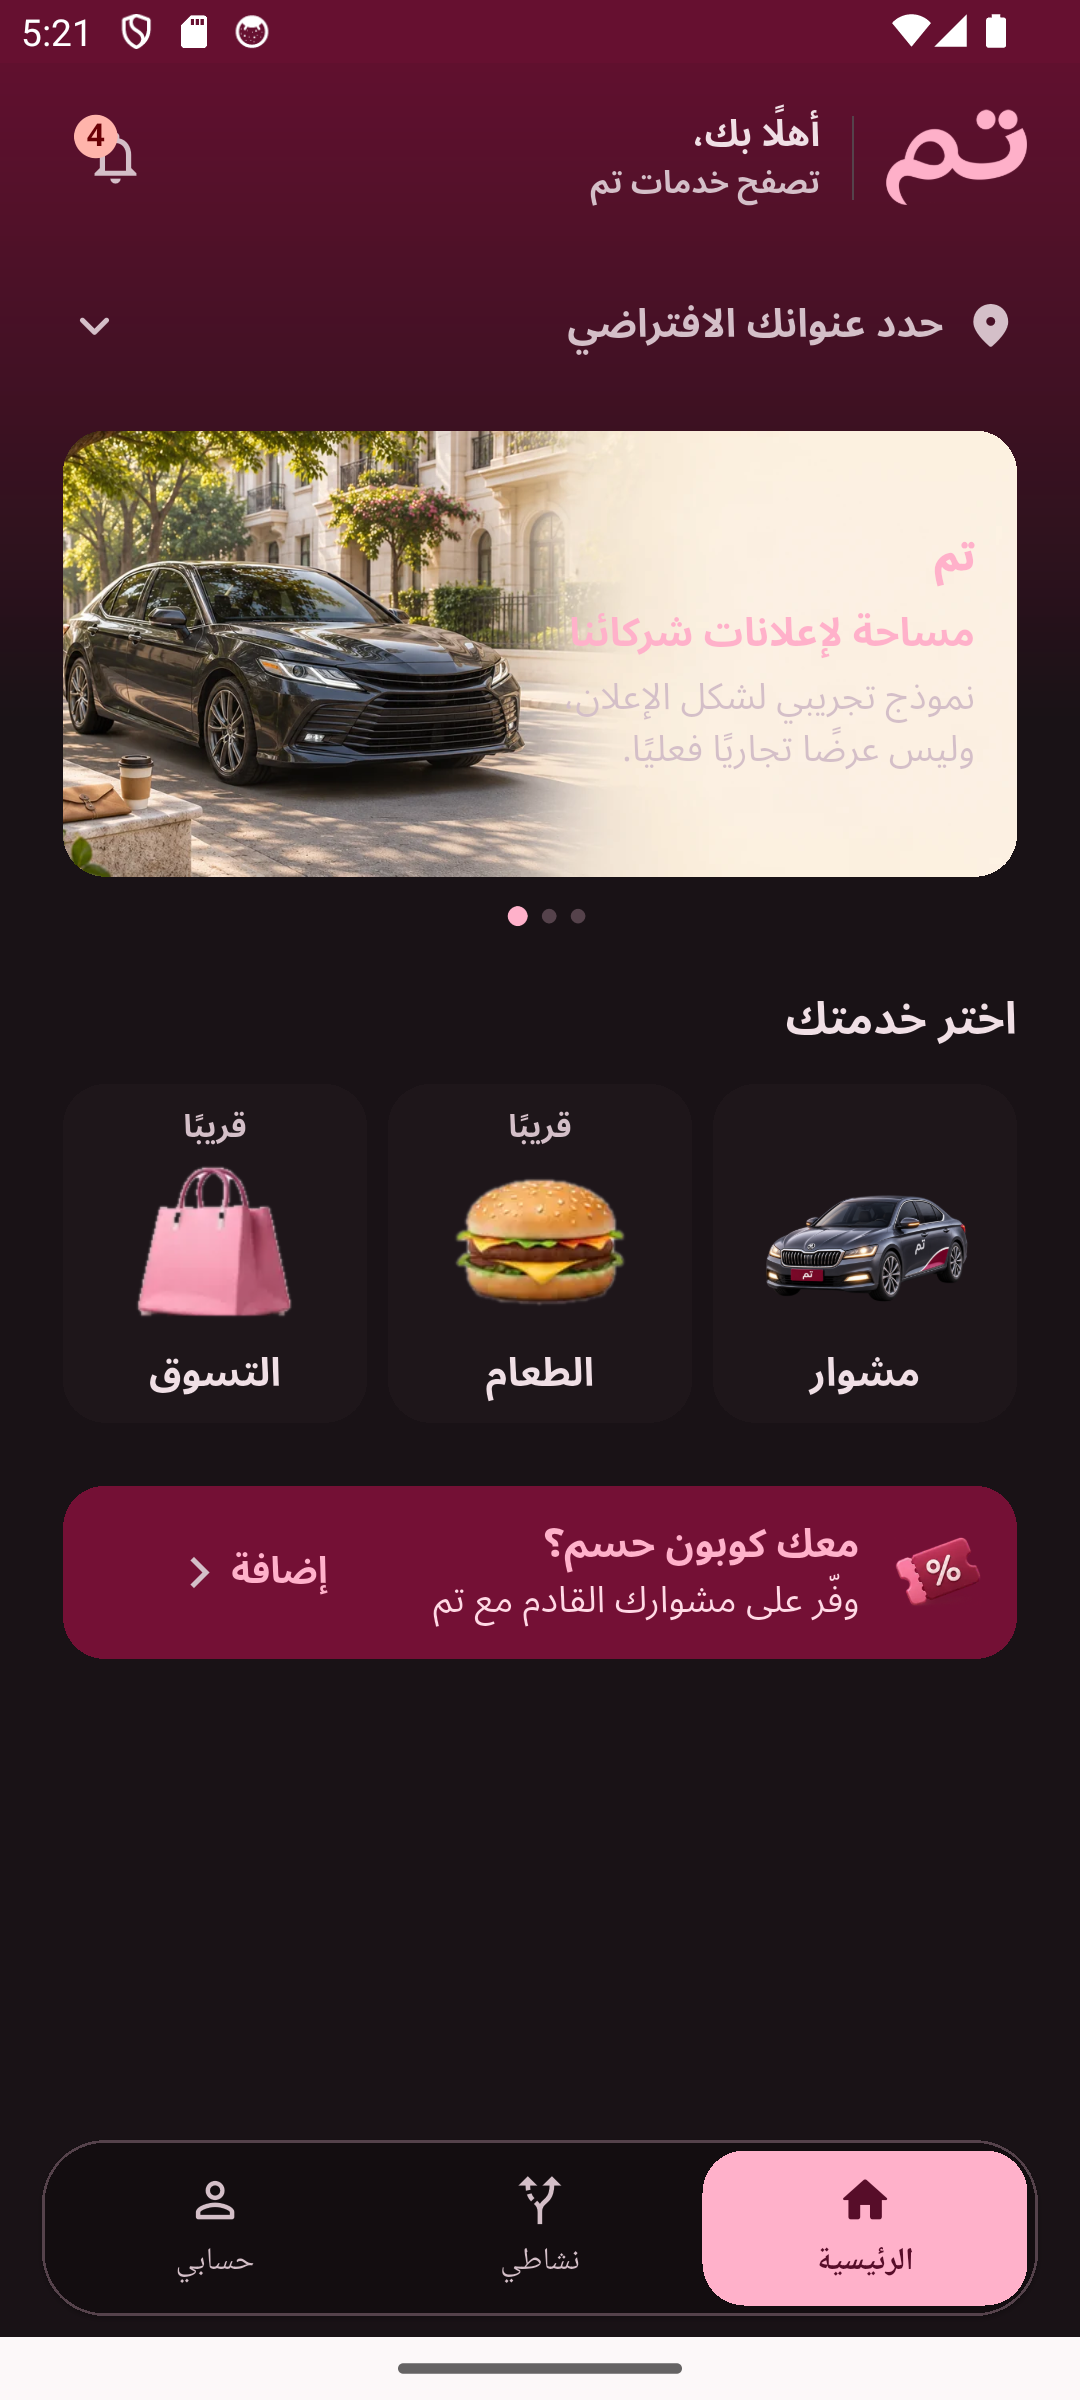 5:21
تم
أهلًا بك،
تصفح خدمات تم
4
حدد عنوانك الافتراضي
تم
مساحة لإعلانات شركائنا
نموذج تجريبي لشكل الإعلان،
وليس عرضًا تجاريًا فعليًا.
اختر خدمتك
تم
تم
مشوار
قريبًا
الطعام
قريبًا
التسوق
%
معك كوبون حسم؟
وفّر على مشوارك القادم مع تم
إضافة
الرئيسية
نشاطي
حسابي